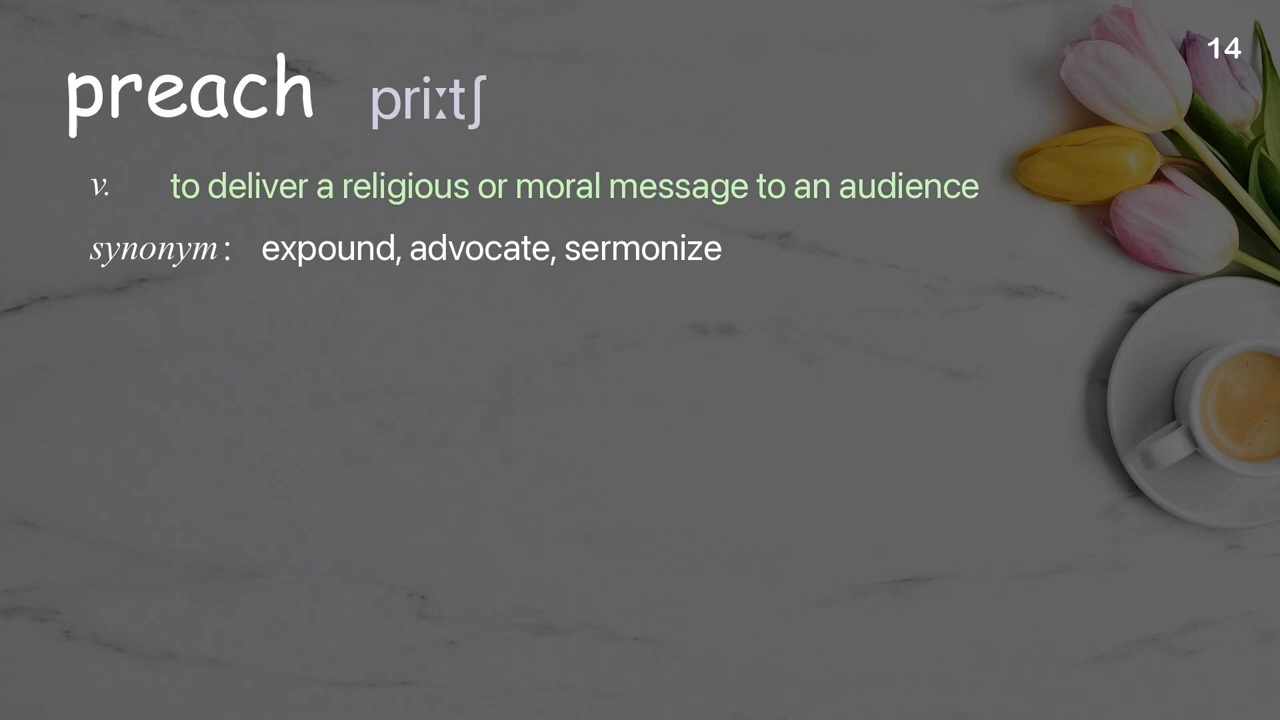 14
preach priːtʃ
v. to deliver a religious or moral message to an audience
synonym : expound, advocate, sermonize